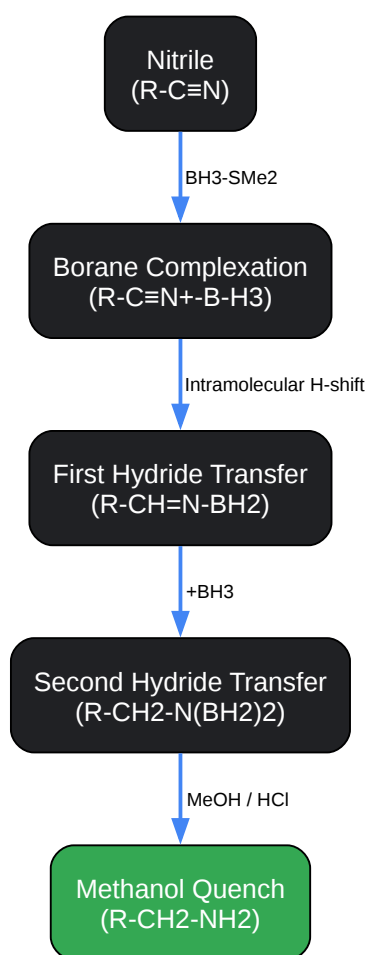 Nitrile
(R-C≡N)
BH3-SMe2
Borane Complexation
(R-C≡N+-B-H3)
Intramolecular H-shift
First Hydride Transfer
(R-CH=N-BH2)
+BH3
Second Hydride Transfer
(R-CH2-N(BH2)2)
MeOH / HCl
Methanol Quench
(R-CH2-NH2)